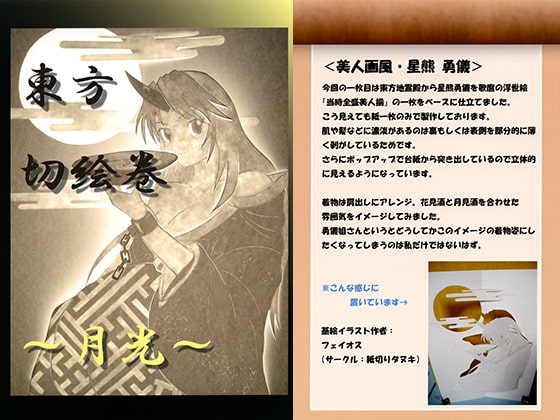 東方
切絵巻
～月光～
＜美人画風・星熊 勇儀＞
今回の一枚目は東方地霊殿から星熊勇儀を歌麿の浮世絵
「当時全盛美人揃」の一枚をベースに仕立てました。
こう見えても紙一枚のみで製作しております。
肌や髪などに濃淡があるのは裏もしくは表側を部分的に薄
く剥がしているためです。
さらにポップアップで台紙から突き出しているので立体的
に見えるようになっています。
着物は肩出しにアレンジ、花見酒と月見酒を合わせた
雰囲気をイメージしてみました。
勇儀姐さんというとどうしてかこのイメージの着物姿にし
たくなってしまうのは私だけではないはず。
※こんな感じに
置いています→
基絵イラスト作者：
フェイオス
（サークル：紙切りタヌキ）